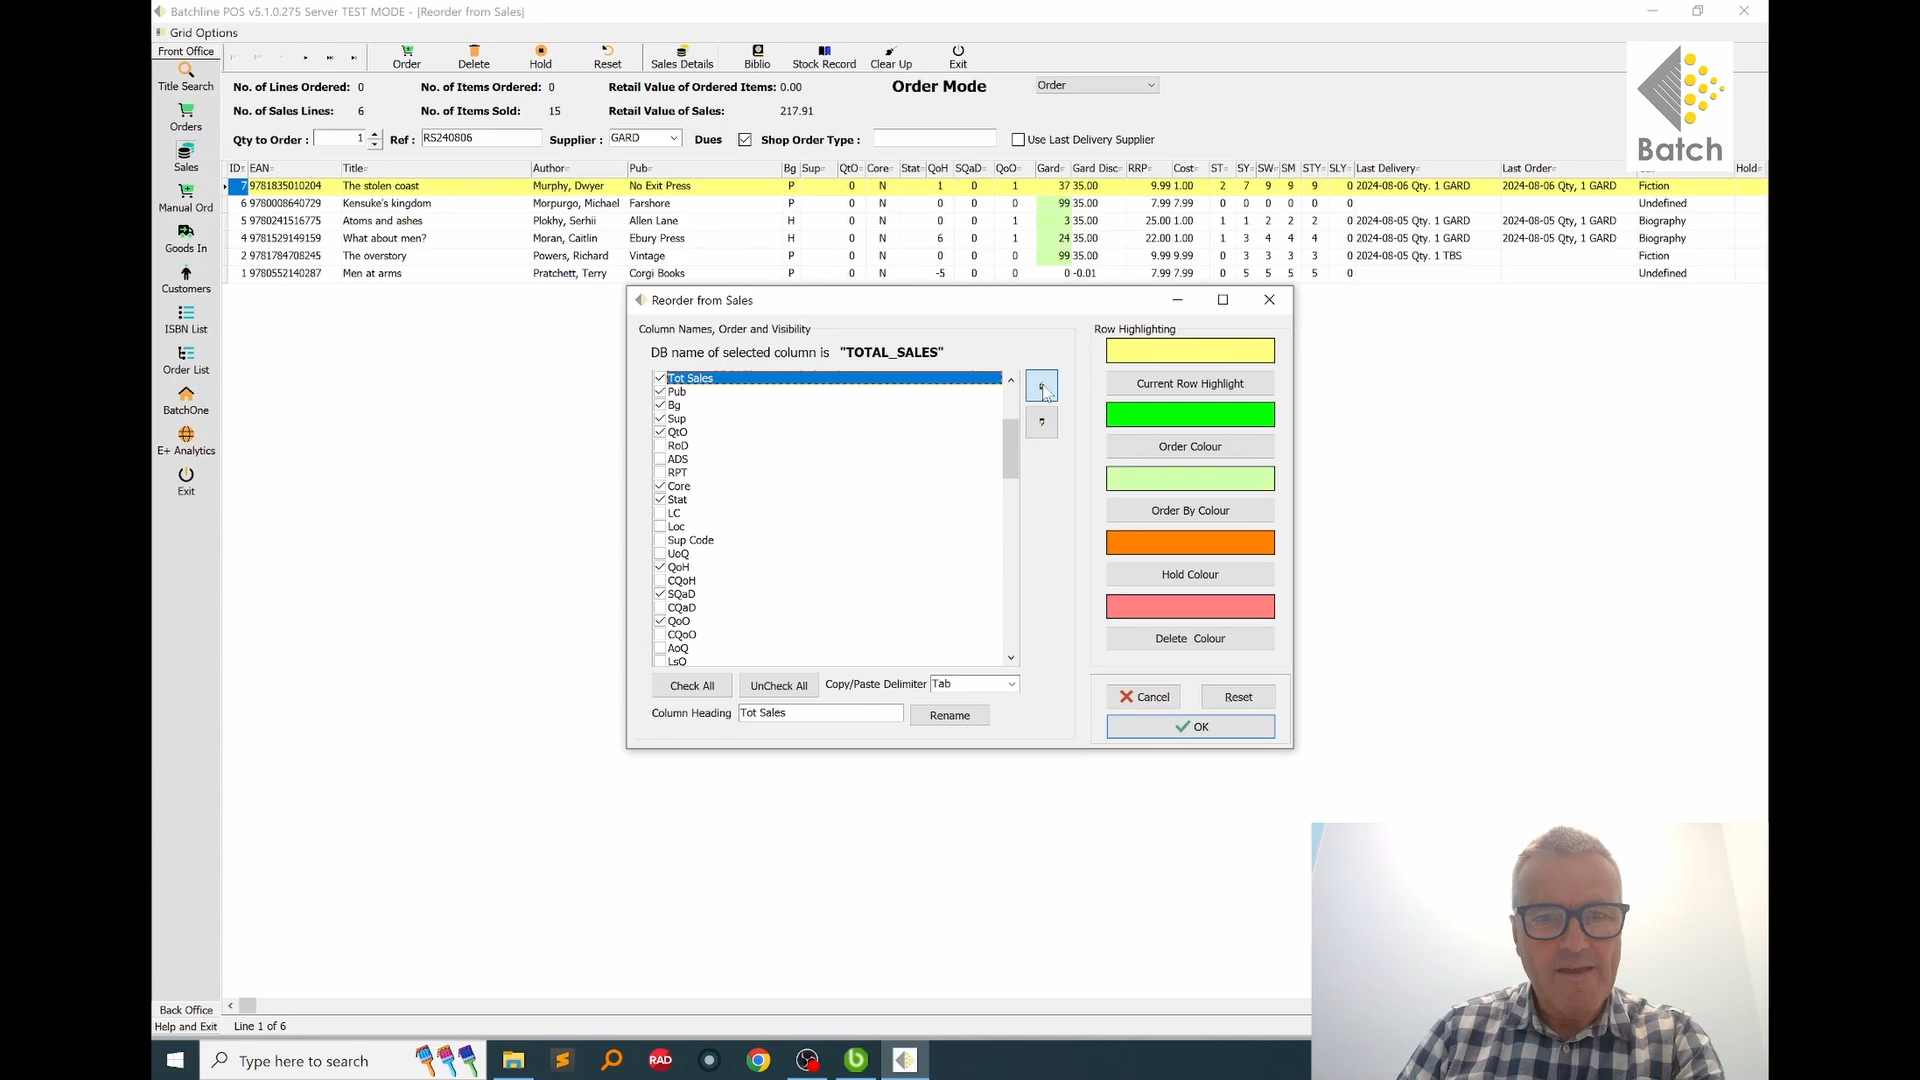 Batchline POS v5.1.0.275 Server TEST MODE - [Reorder from Sales]
Grid Options
Front Office
Order Delete Hold Reset Sales Details Biblio Stock Record Clear Up Exit
Title Search
Orders
Sales
Manual Ord
Goods In
Customers
ISBN List
Order List
BatchOne
E+ Analytics
Exit
No. of Lines Ordered: 0 No. of Items Ordered: 0 Retail Value of Ordered Items: 0.00 Order Mode Order
No. of Sales Lines: 6 No. of Items Sold: 15 Retail Value of Sales: 217.91
Qty to Order : 1 Ref : RS240806 Supplier : GARD Dues Shop Order Type : Use Last Delivery Supplier
Batch
ID EAN Title Author Pub Bg Sup QtO Core Stat QoH SQaD QoO Gard Gard Disc RRP Cost ST SY SW SM STY SLY Last Delivery Last Order Hold
7 9781835010204 The stolen coast Murphy, Dwyer No Exit Press P 0 N 1 0 1 37 35.00 9.99 1.00 2 7 9 9 9 0 2024-08-06 Qty. 1 GARD 2024-08-06 Qty, 1 GARD Fiction
6 9780008640729 Kensuke's kingdom Morpurgo, Michael Farshore P 0 N 0 0 0 99 35.00 7.99 7.99 0 0 0 0 0 0 Undefined
5 9780241516775 Atoms and ashes Plokhy, Serhii Allen Lane H 0 N 0 0 1 3 35.00 25.00 1.00 1 1 2 2 2 0 2024-08-05 Qty. 1 GARD 2024-08-05 Qty, 1 GARD Biography
4 9781529149159 What about men? Moran, Caitlin Ebury Press H 0 N 6 0 1 24 35.00 22.00 1.00 1 3 4 4 4 0 2024-08-05 Qty. 1 GARD 2024-08-05 Qty, 1 GARD Biography
2 9781784708245 The overstory Powers, Richard Vintage P 0 N 0 0 0 99 35.00 9.99 9.99 0 3 3 3 3 0 2024-08-05 Qty. 1 TBS Fiction
1 9780552140287 Men at arms Pratchett, Terry Corgi Books P 0 N -5 0 0 0 -0.01 7.99 7.99 0 5 5 5 5 0 Undefined
Reorder from Sales
Column Names, Order and Visibility
DB name of selected column is "TOTAL_SALES"
Tot Sales
Pub
Bg
Sup
QtO
RoD
ADS
RPT
Core
Stat
LC
Loc
Sup Code
UoQ
QoH
CQoH
SQaD
CQaD
QoO
CQoO
AoQ
LsQ
Check All UnCheck All Copy/Paste Delimiter Tab
Column Heading Tot Sales Rename
Row Highlighting
Current Row Highlight
Order Colour
Order By Colour
Hold Colour
Delete Colour
Cancel Reset
OK
Back Office
Help and Exit Line 1 of 6
Type here to search
RAD